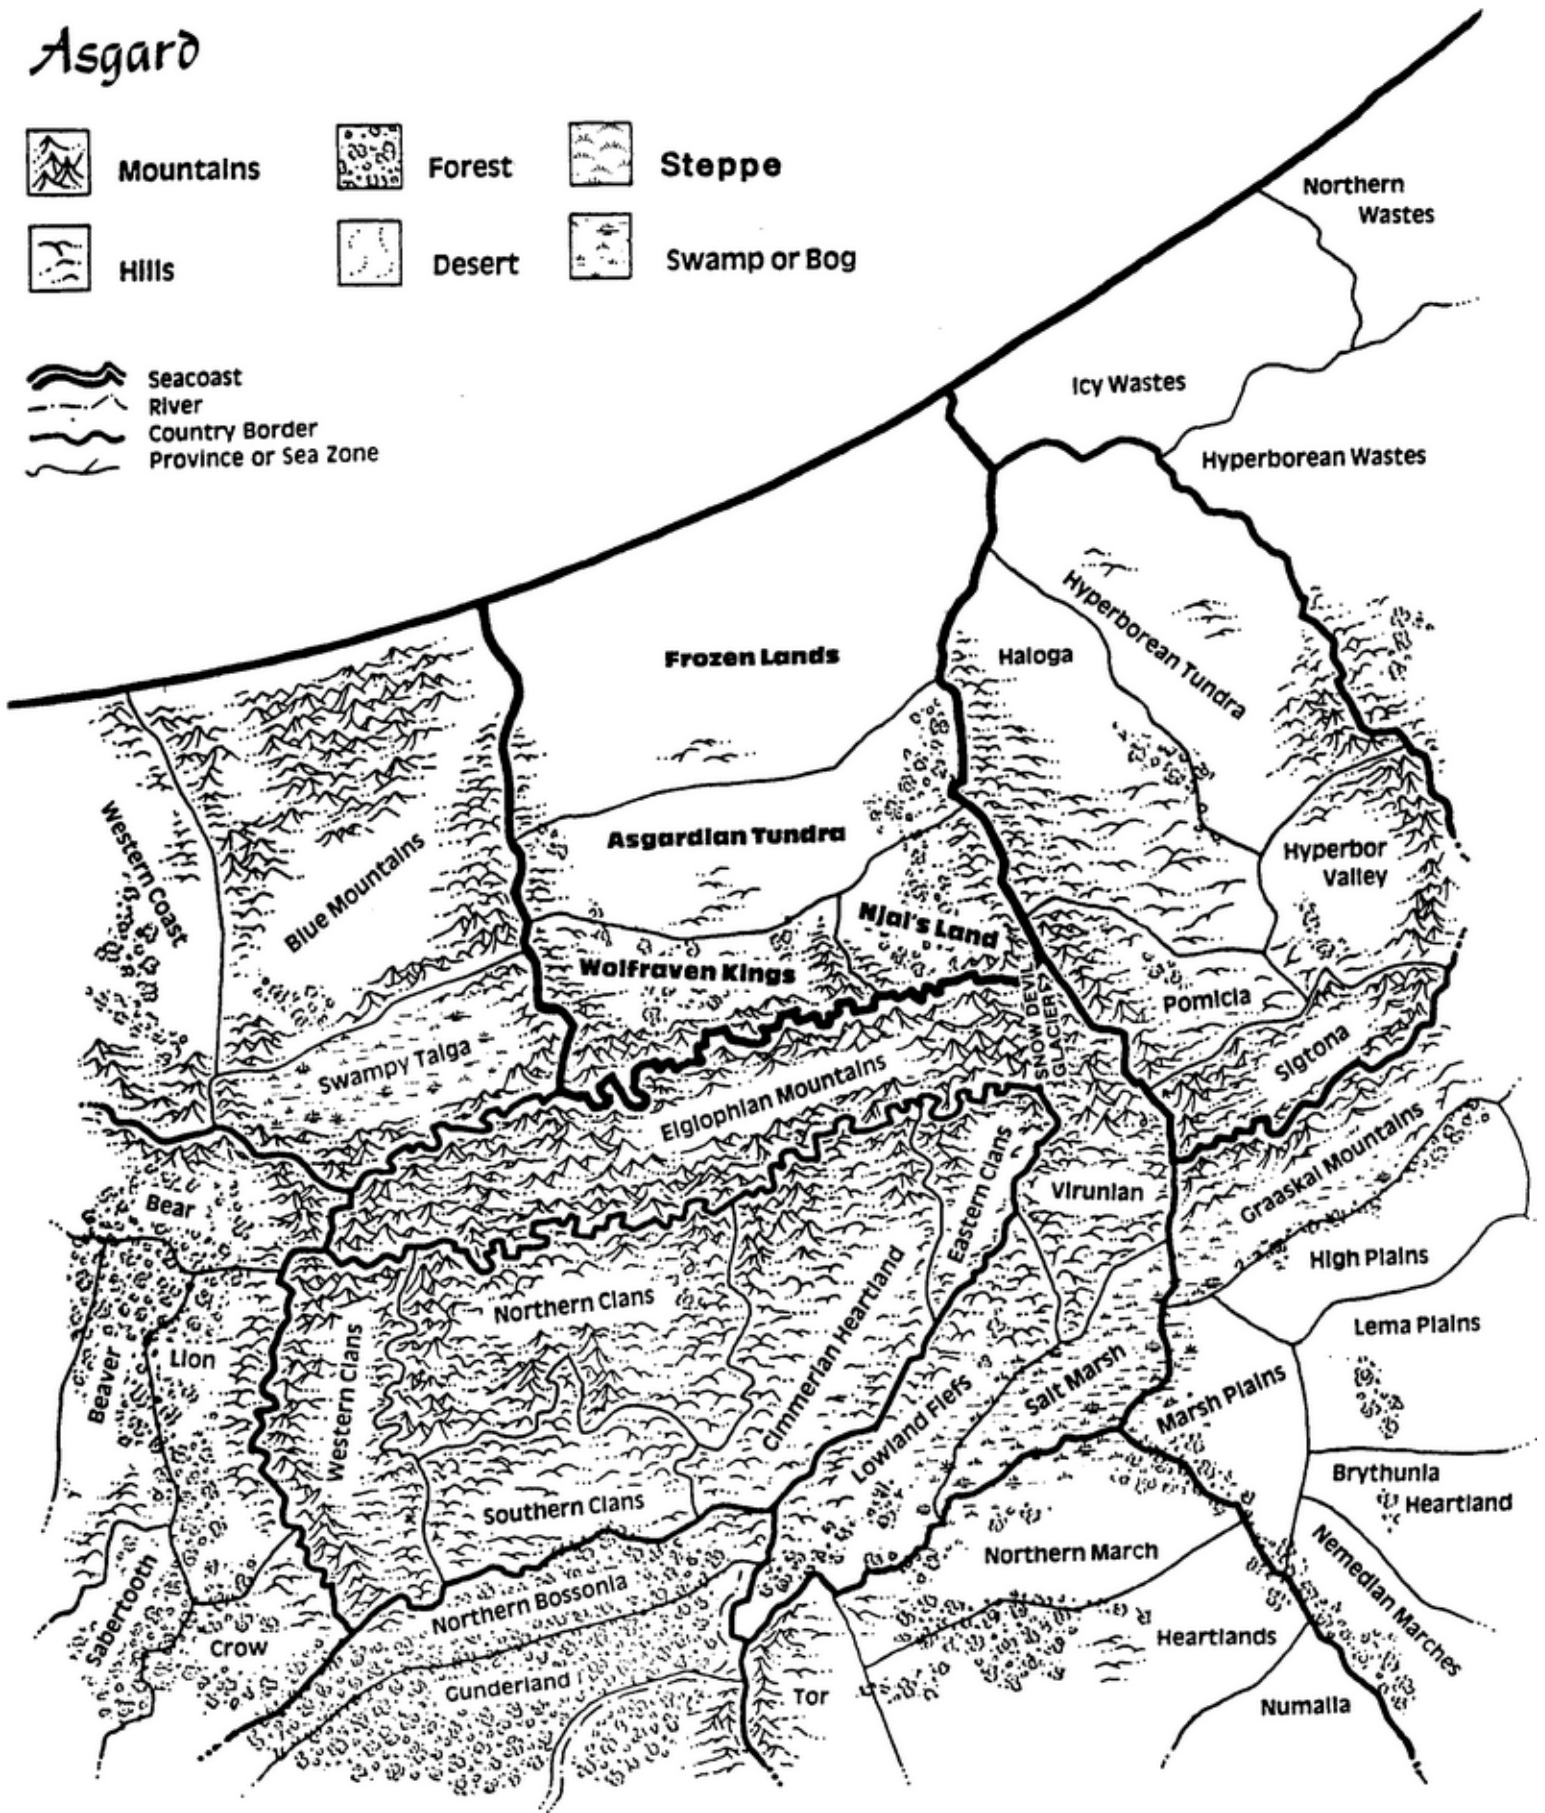 Asgard
Mountains
Forest
Steppe
Hills
Desert
Swamp or Bog
Seacoast
River
Country Border
Province or Sea Zone
Northern
Wastes
Icy Wastes
Hyperborean Wastes
Hyperborean Tundra
Haloga
Frozen Lands
Asgardian Tundra
Western Coast
Blue Mountains
Hyperbor
Valley
Njal's Land
Wolfraven Kings
Pomicia
SNOW DEVIL
GLACIER
Sigtona
Swampy Taiga
Eiglophian Mountains
Graaskal Mountains
Bear
Eastern Clans
Virunian
High Plains
Northern Clans
Cimmerian Heartland
Lema Plains
Beaver
Lion
Western Clans
Salt Marsh
Marsh Plains
Lowland Fiefs
Brythunia
Heartland
Southern Clans
Northern March
Nemedian Marches
Sabertooth
Northern Bossonia
Crow
Heartlands
Gunderland
Tor
Numalia